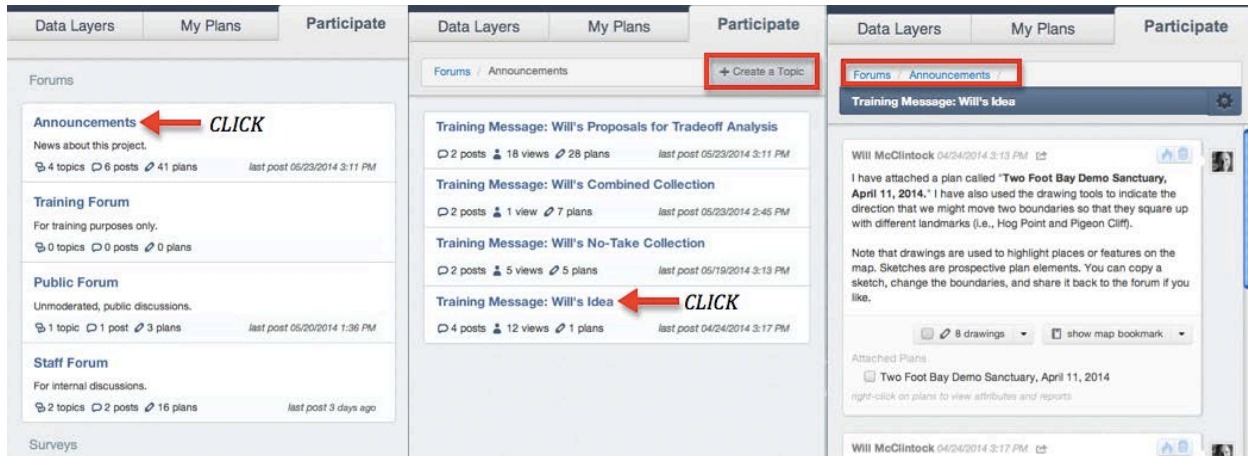 Data Layers
My Plans
Participate
Forums
Announcements
CLICK
News about this project.
4 topics 6 posts 41 plans
last post 05/23/2014 3:11 PM
Training Forum
For training purposes only.
0 topics 0 posts 0 plans
Public Forum
Unmoderated, public discussions.
1 topic 1 post 3 plans
last post 05/20/2014 1:36 PM
Staff Forum
For internal discussions.
2 topics 2 posts 16 plans
last post 3 days ago
Surveys
Data Layers
My Plans
Participate
Forums / Announcements
+ Create a Topic
Training Message: Will's Proposals for Tradeoff Analysis
2 posts 18 views 28 plans
last post 05/23/2014 3:11 PM
Training Message: Will's Combined Collection
2 posts 1 view 7 plans
last post 05/23/2014 2:45 PM
Training Message: Will's No-Take Collection
2 posts 5 views 5 plans
last post 05/19/2014 3:13 PM
Training Message: Will's Idea
CLICK
4 posts 12 views 1 plans
last post 04/24/2014 3:17 PM
Data Layers
My Plans
Participate
Forums / Announcements /
Training Message: Will's Idea
Will McClintock 04/24/2014 3:13 PM
I have attached a plan called "Two Foot Bay Demo Sanctuary,
April 11, 2014." I have also used the drawing tools to indicate the
direction that we might move two boundaries so that they square up
with different landmarks (i.e., Hog Point and Pigeon Cliff).
Note that drawings are used to highlight places or features on the
map. Sketches are prospective plan elements. You can copy a
sketch, change the boundaries, and share it back to the forum if you
like.
8 drawings
show map bookmark
Attached Plans
Two Foot Bay Demo Sanctuary, April 11, 2014
right-click on plans to view attributes and reports
Will McClintock 04/24/2014 3:17 PM